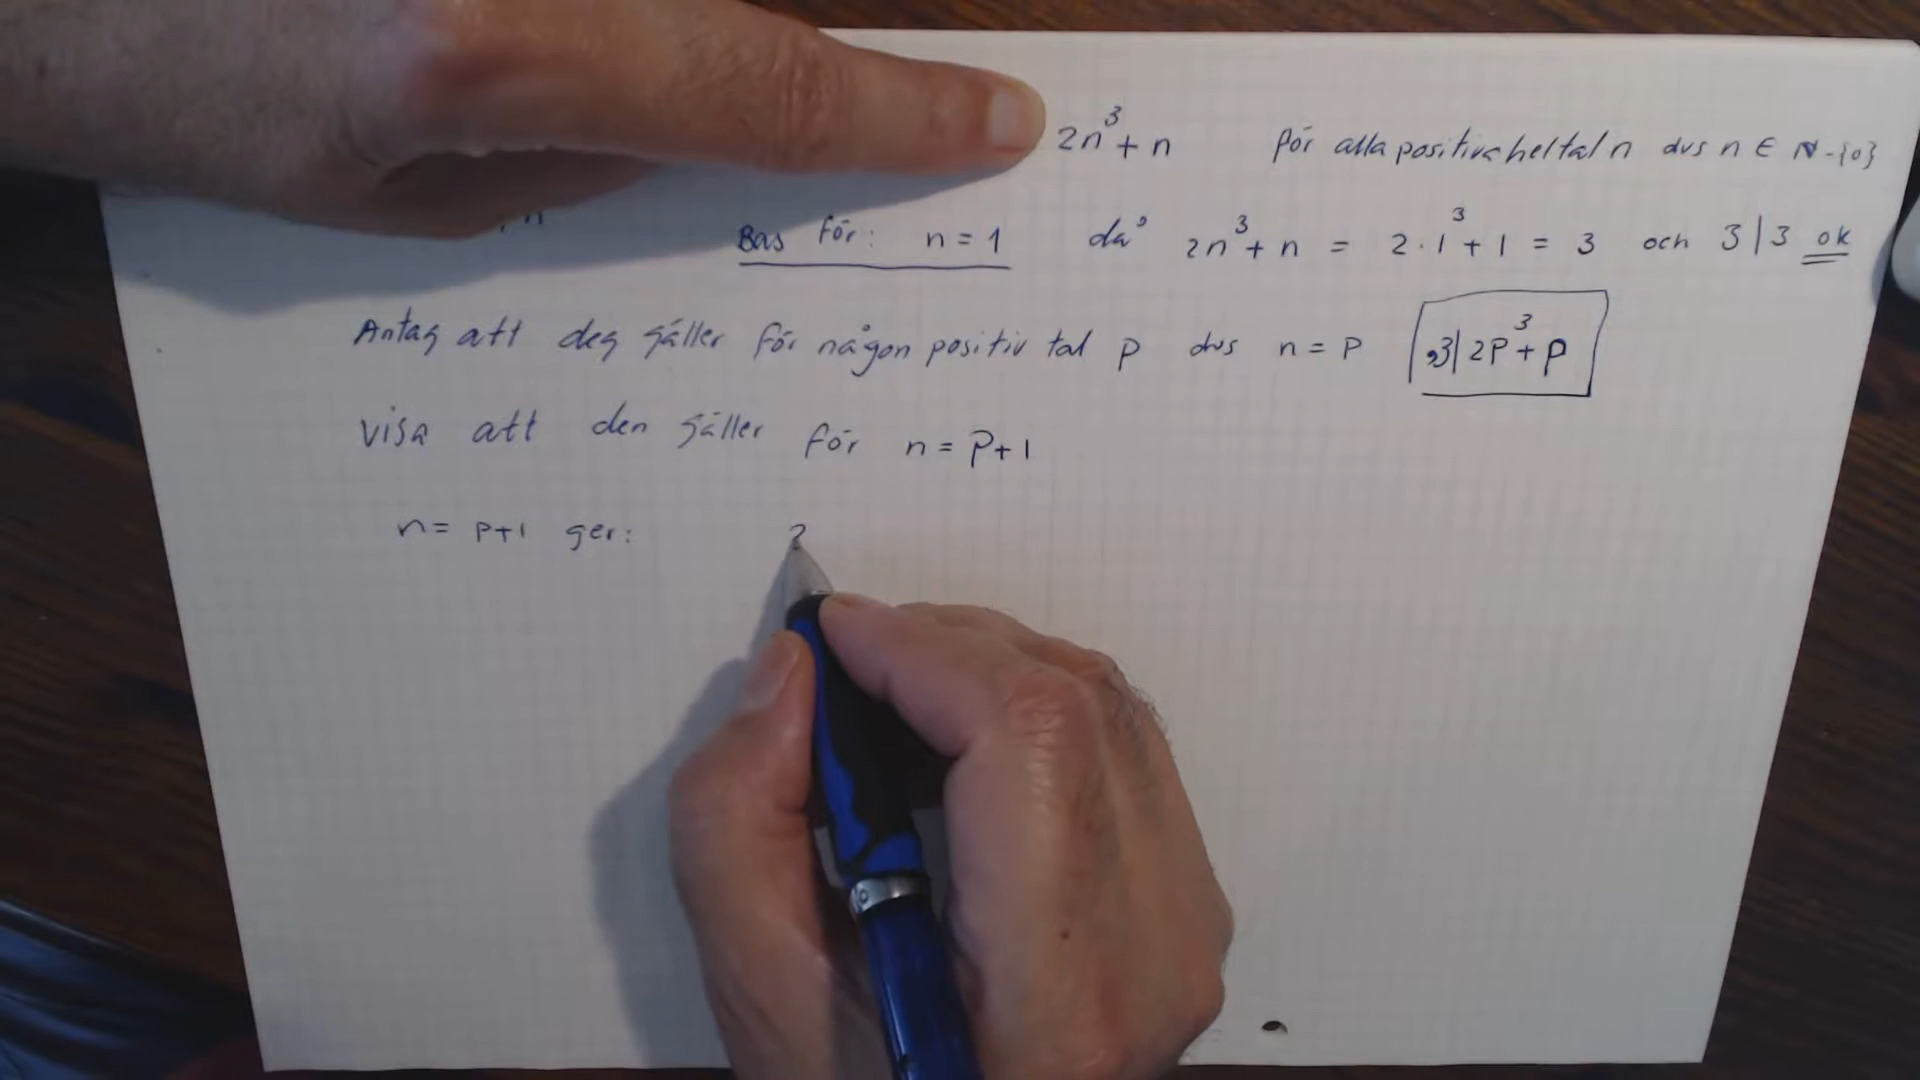 2n³+n för alla positiva heltal n dvs n ∈ N-{0}
Bas för: n = 1 då 2n³+n = 2·1³+1 = 3 och 3|3 ok
Antag att deg gäller för någon positiv tal p dvs n = p 3|2p³+p
visa att den gäller för n = p+1
n = p+1 ger: 2